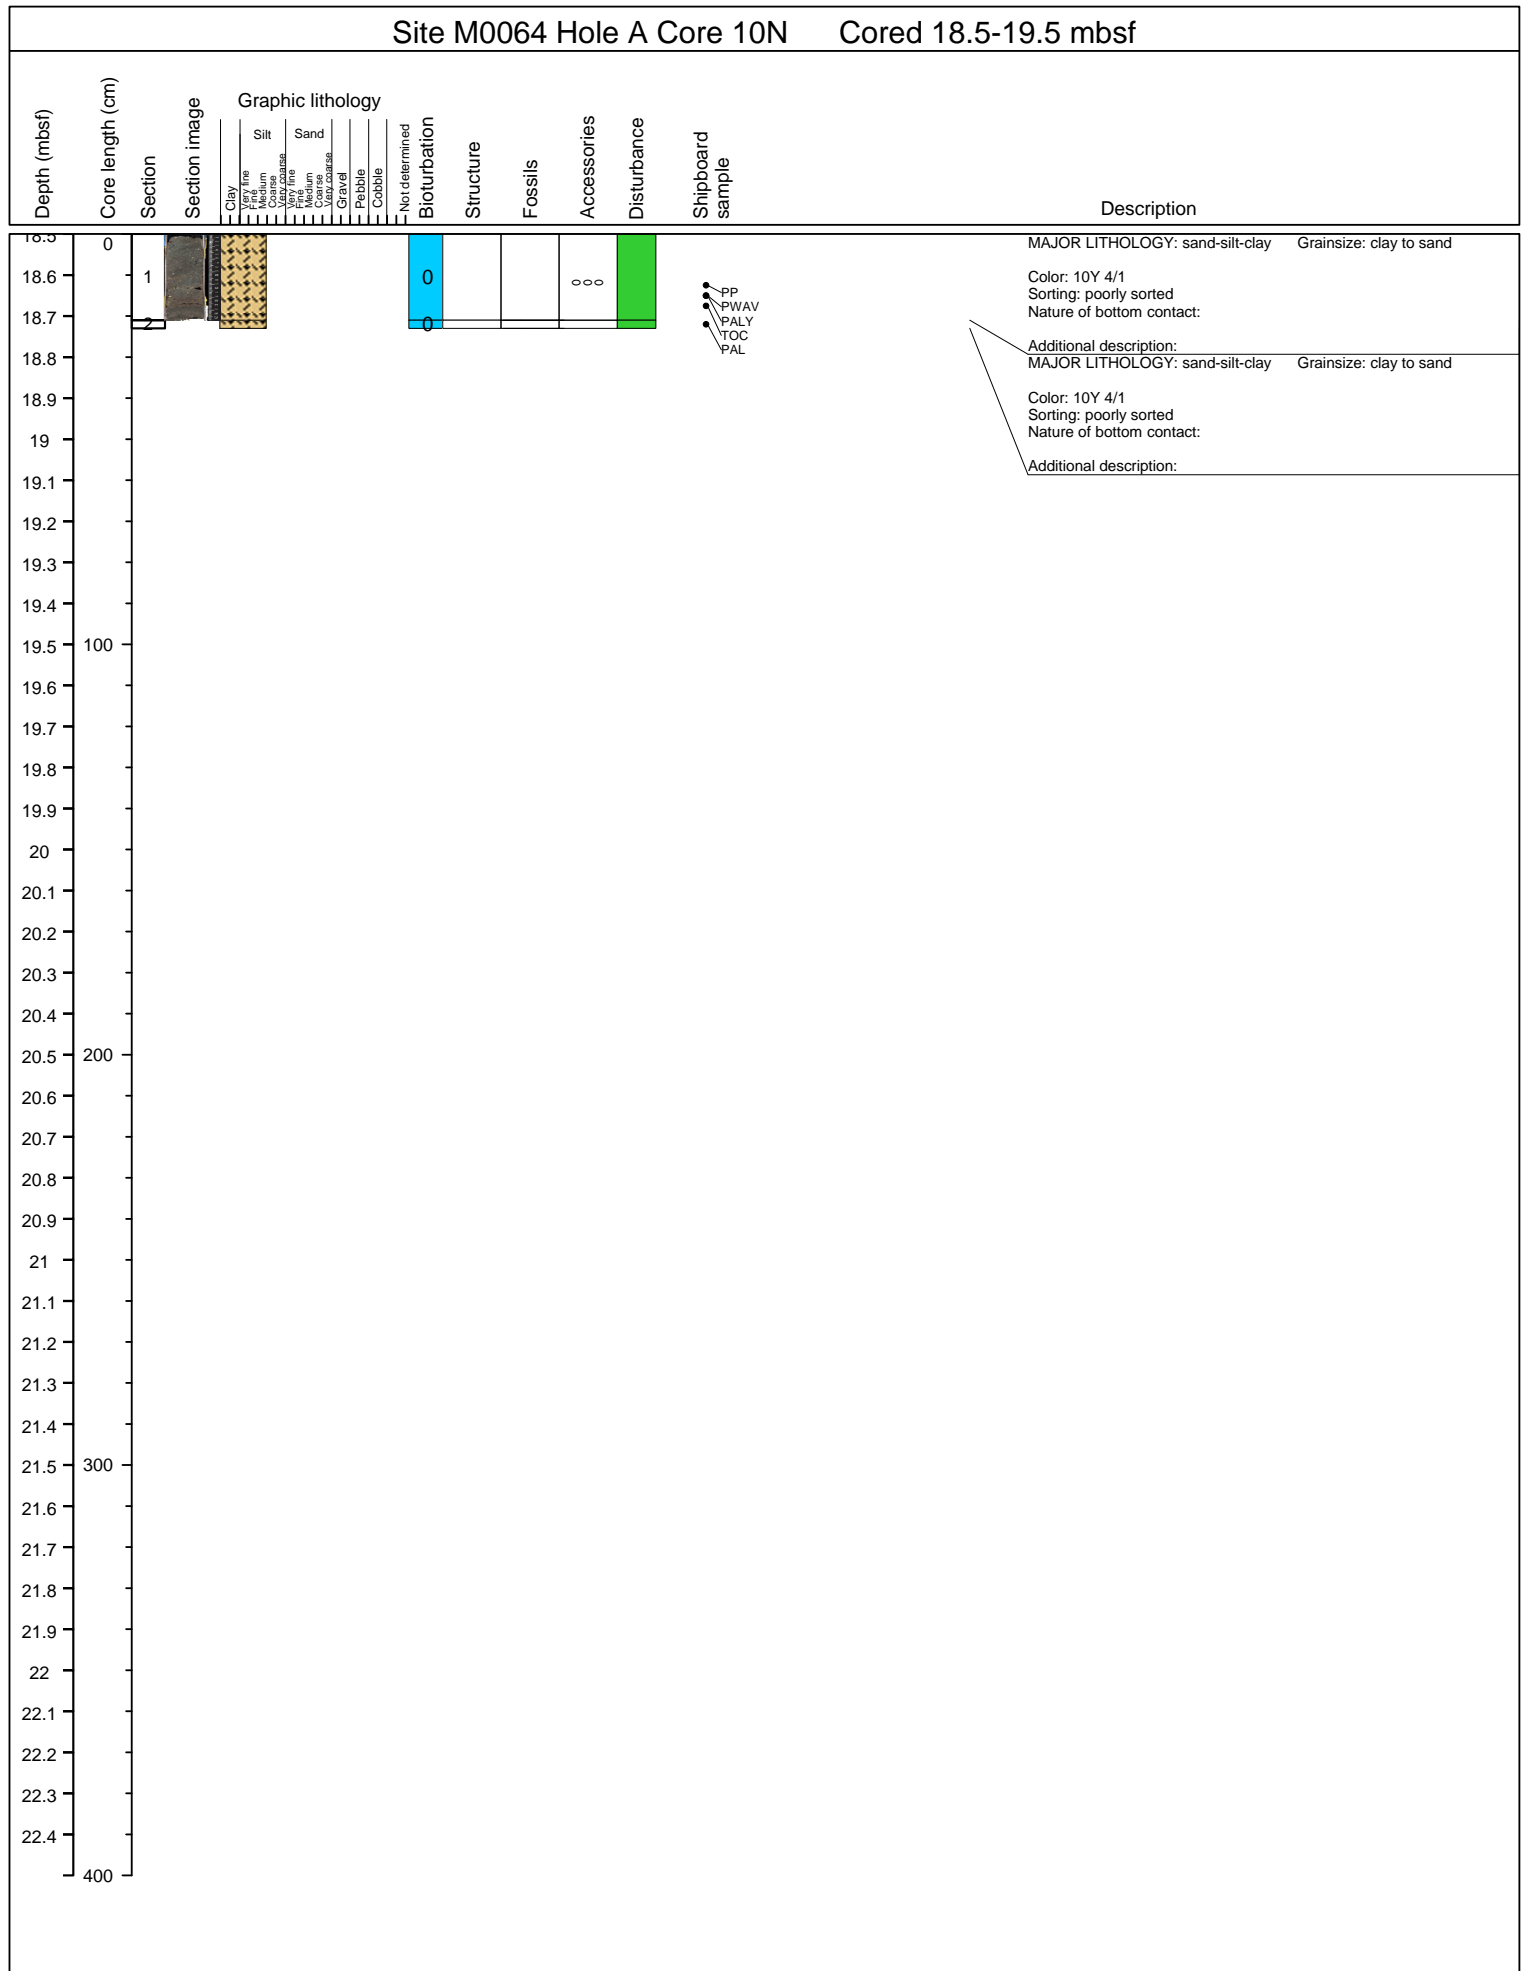 Site M0064 Hole A Core 10N Cored 18.5-19.5 mbsf
Depth (mbsf)
Core length (cm)
Section
Section image
Graphic lithology
Clay
Silt
Very fine
Fine
Medium
Coarse
Very coarse
Sand
Very fine
Fine
Medium
Coarse
Very coarse
Gravel
Pebble
Cobble
Not determined
Bioturbation
Structure
Fossils
Accessories
Disturbance
Shipboard
sample
Description
18.5
18.6
18.7
18.8
18.9
19
19.1
19.2
19.3
19.4
19.5
19.6
19.7
19.8
19.9
20
20.1
20.2
20.3
20.4
20.5
20.6
20.7
20.8
20.9
21
21.1
21.2
21.3
21.4
21.5
21.6
21.7
21.8
21.9
22
22.1
22.2
22.3
22.4
0
100
200
300
400
1
2
0
0
PP
PWAV
PALY
TOC
PAL
MAJOR LITHOLOGY: sand-silt-clay Grainsize: clay to sand
Color: 10Y 4/1
Sorting: poorly sorted
Nature of bottom contact:
Additional description:
MAJOR LITHOLOGY: sand-silt-clay Grainsize: clay to sand
Color: 10Y 4/1
Sorting: poorly sorted
Nature of bottom contact:
Additional description: